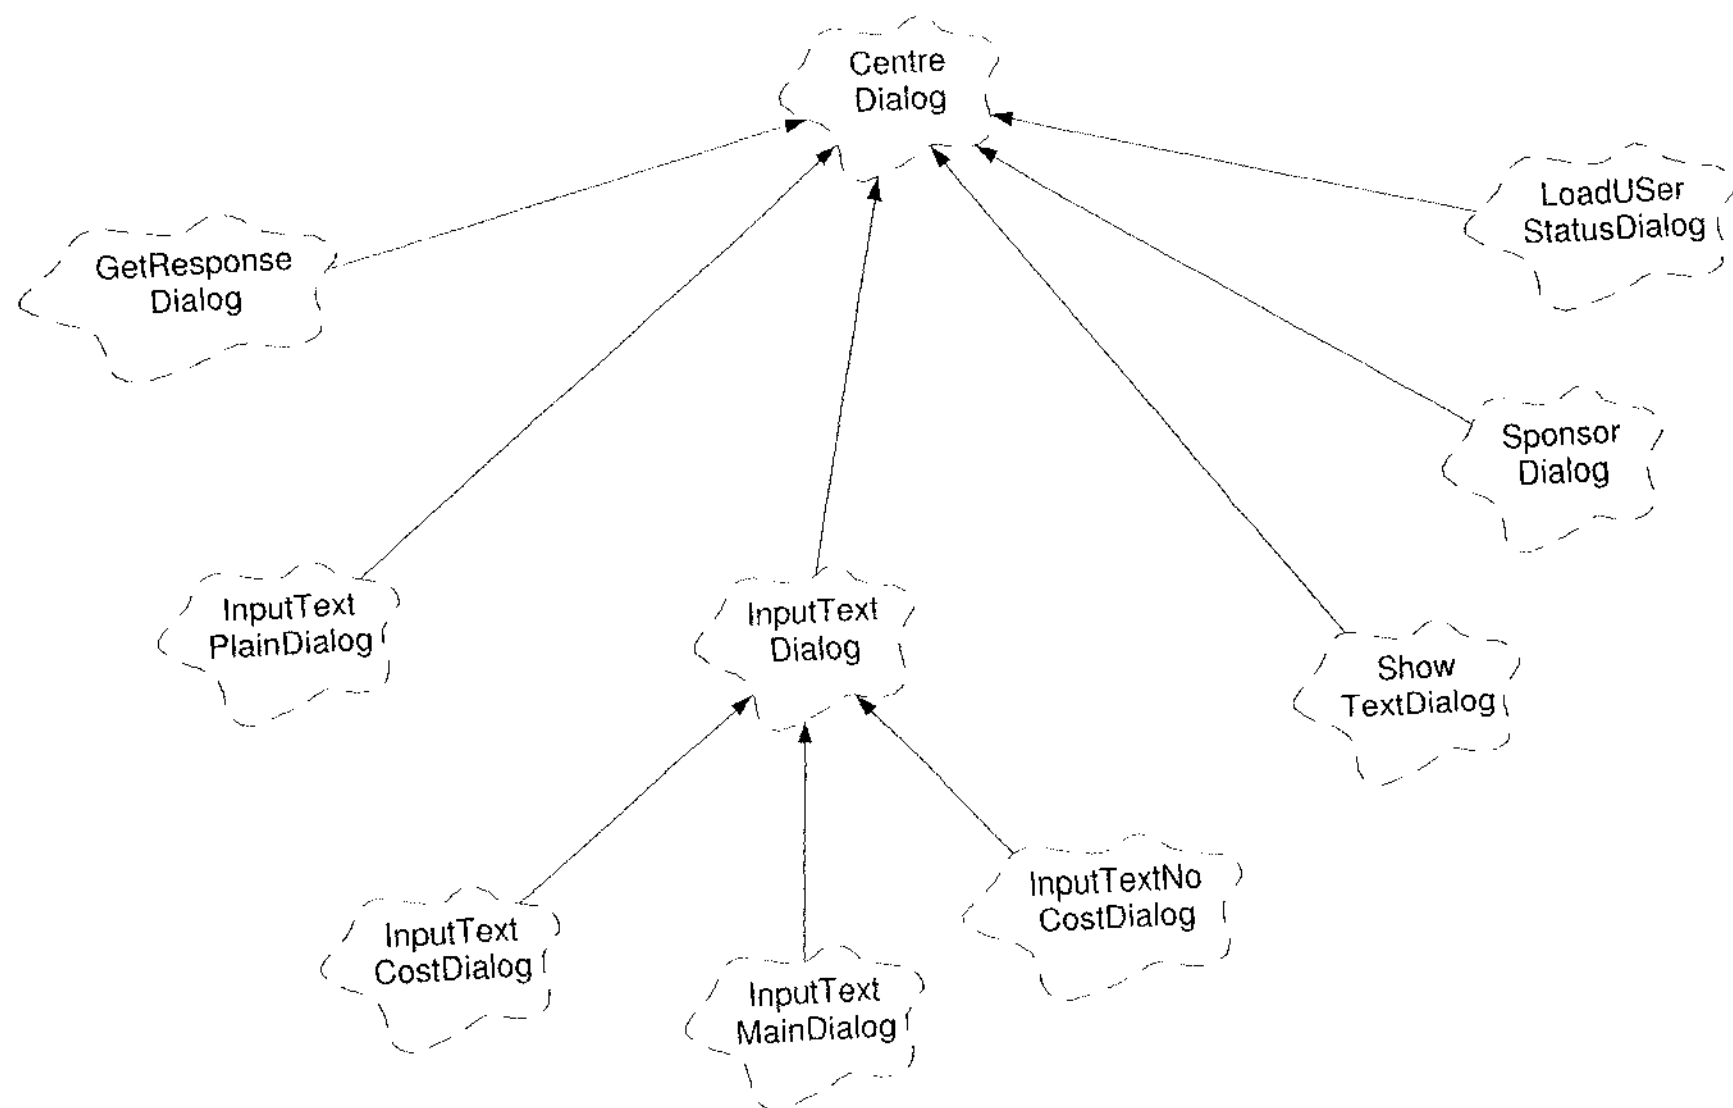 Centre
Dialog
LoadUSer
StatusDialog
GetResponse
Dialog
Sponsor
Dialog
InputText
PlainDialog
InputText
Dialog
Show
TextDialog
InputTextNo
CostDialog
InputText
CostDialog
InputText
MainDialog